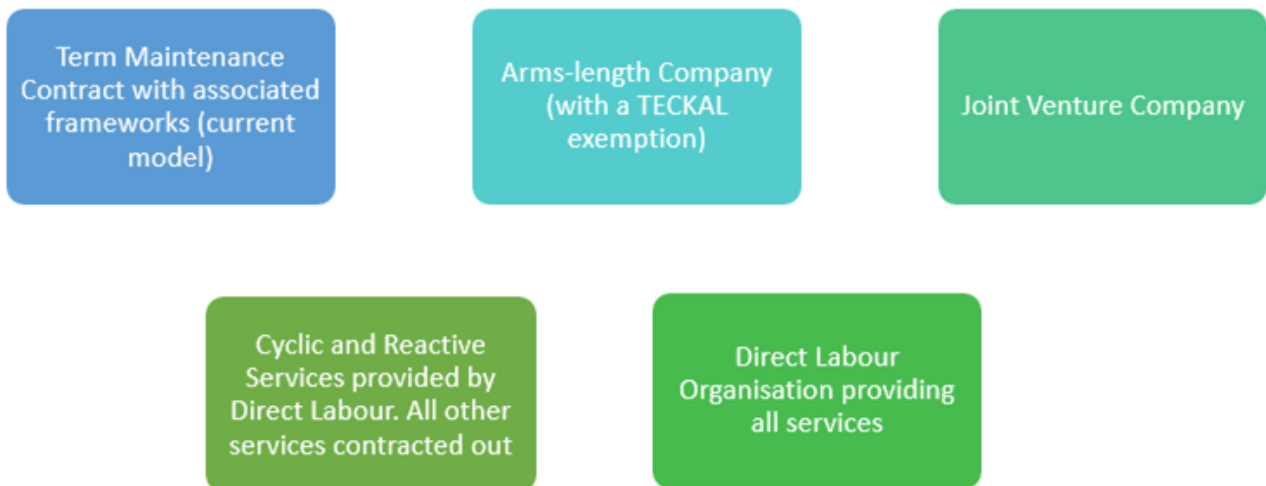 Term Maintenance
Contract with associated
frameworks (current
model)
Arms-length Company
(with a TECKAL
exemption)
Joint Venture Company
Cyclic and Reactive
Services provided by
Direct Labour. All other
services contracted out
Direct Labour
Organisation providing
all services